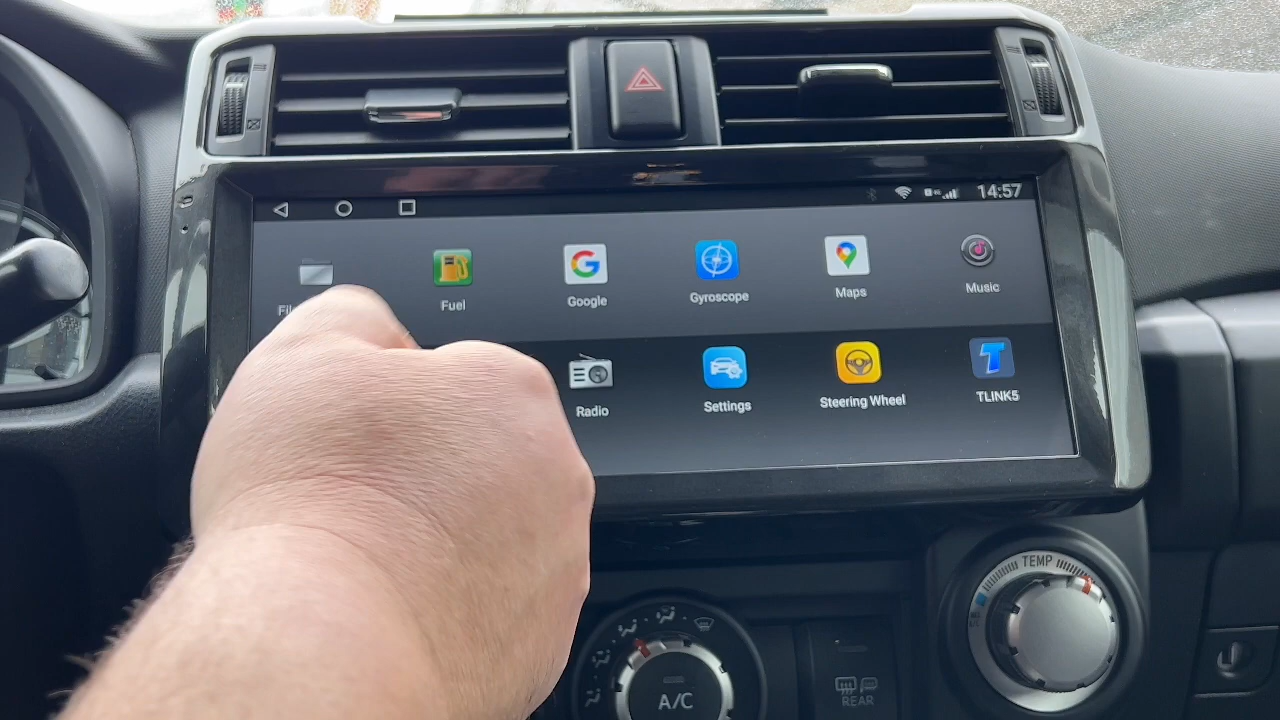 14:57
Fuel
Google
Gyroscope
Maps
Music
Radio
Settings
Steering Wheel
TLINK5
TEMP
A/C
REAR